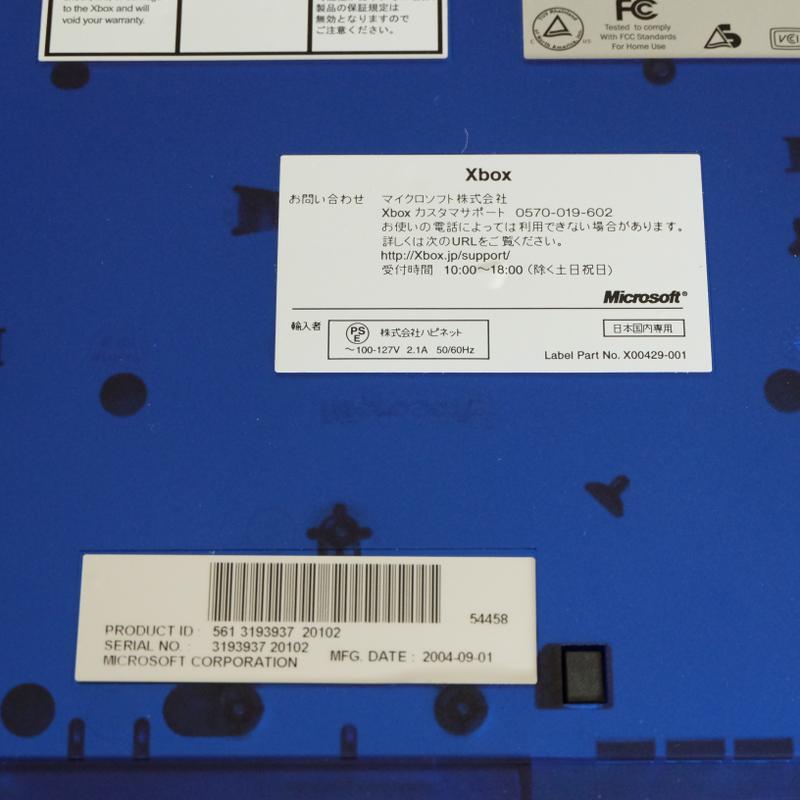 to the Xbox and will
void your warranty.
製品の保証規定は
無効となりますので
ご注意ください。
FC
Tested to comply
With FCC Standards
For Home Use
TUV Rheinland
of North America, Inc.
C US
VCCI
Xbox
お問い合わせ マイクロソフト株式会社
Xbox カスタマサポート 0570-019-602
お使いの電話によっては利用できない場合があります。
詳しくは次のURLをご覧ください。
http://Xbox.jp/support/
受付時間 10:00〜18:00 (除く土日祝日)
Microsoft®
輸入者 PSE 株式会社ハピネット 日本国内専用
〜100-127V 2.1A 50/60Hz
Label Part No. X00429-001
54458
PRODUCT ID : 561 3193937 20102
SERIAL NO. : 3193937 20102
MICROSOFT CORPORATION MFG. DATE : 2004-09-01